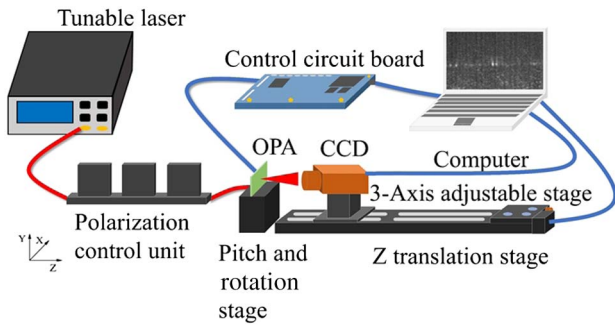 Tunable laser
Control circuit board
OPA
CCD
Computer
3-Axis adjustable stage
Polarization
control unit
Pitch and
rotation
stage
Z translation stage
Y
X
Z